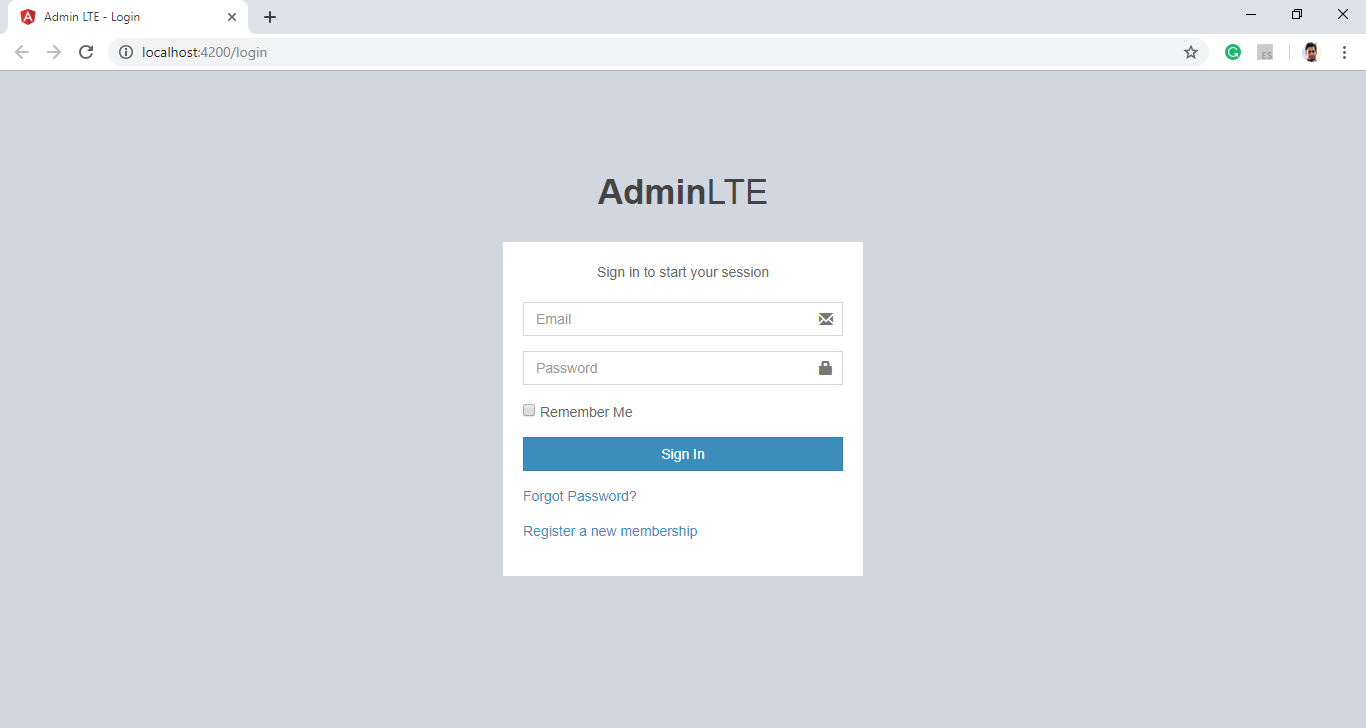 Admin LTE - Login
localhost:4200/login
ES
AdminLTE
Sign in to start your session
Email
Password
Remember Me
Sign In
Forgot Password?
Register a new membership